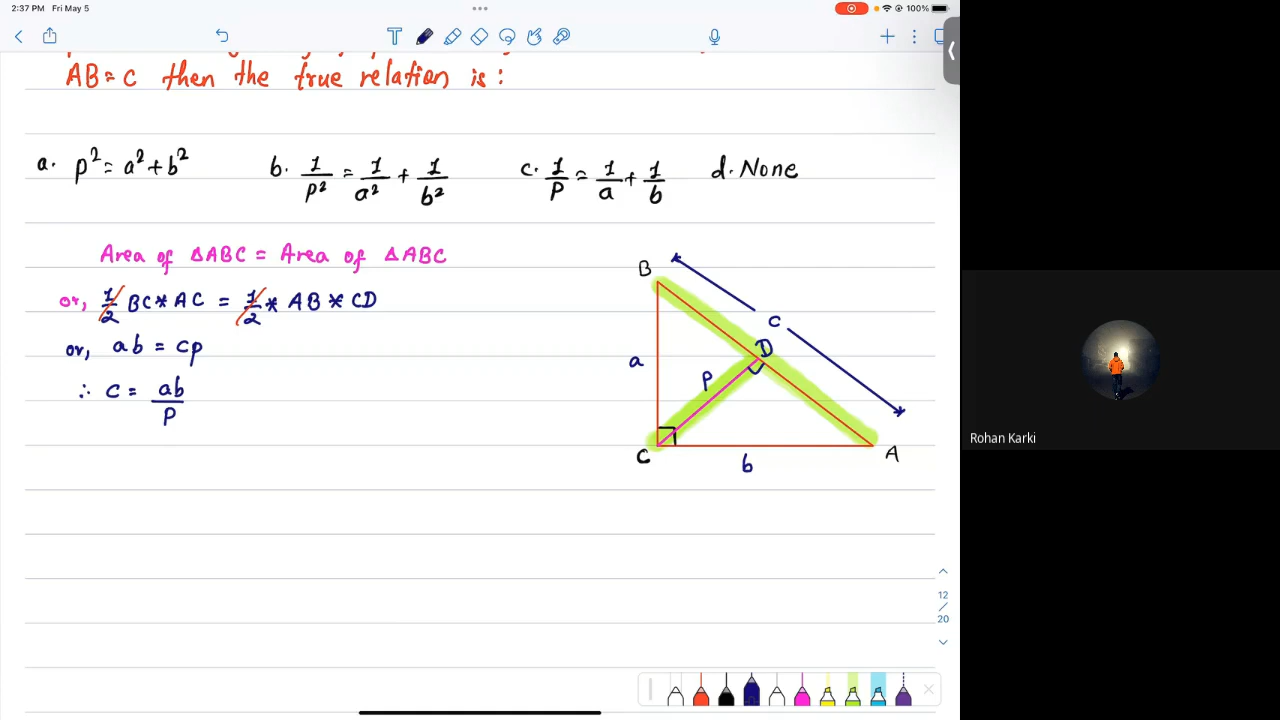 2:37 PM Fri May 5
100%
AB = c then the true relation is :
a. p² = a² + b² b. 1/p² = 1/a² + 1/b² c. 1/p = 1/a + 1/b d. None
Area of ΔABC = Area of ΔABC
or, 1/2 BC * AC = 1/2 * AB * CD
or, ab = cp
∴ c = ab/p
B
c
D
a
p
C
b
A
T
12
/
20
Rohan Karki